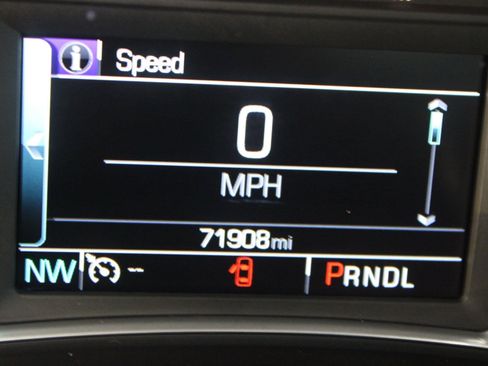 i Speed
0
MPH
71908mi
NW -- PRNDL